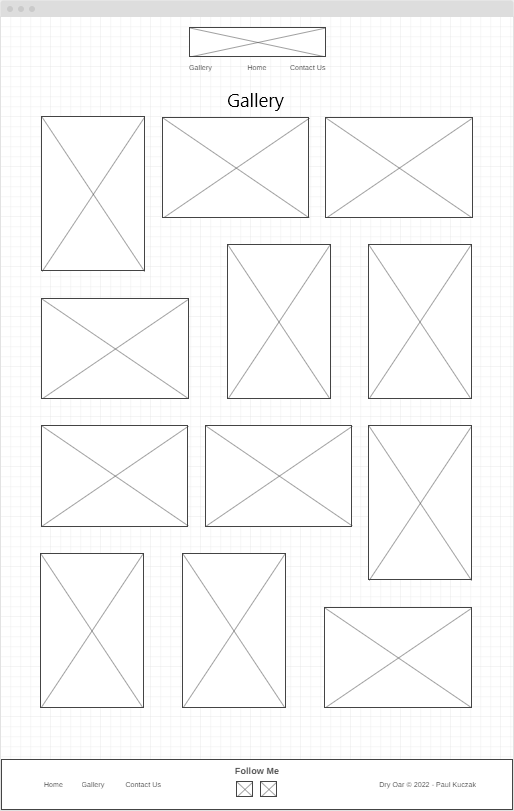 Gallery Home Contact Us
Gallery
Follow Me
Home Gallery Contact Us
Dry Oar © 2022 - Paul Kuczak